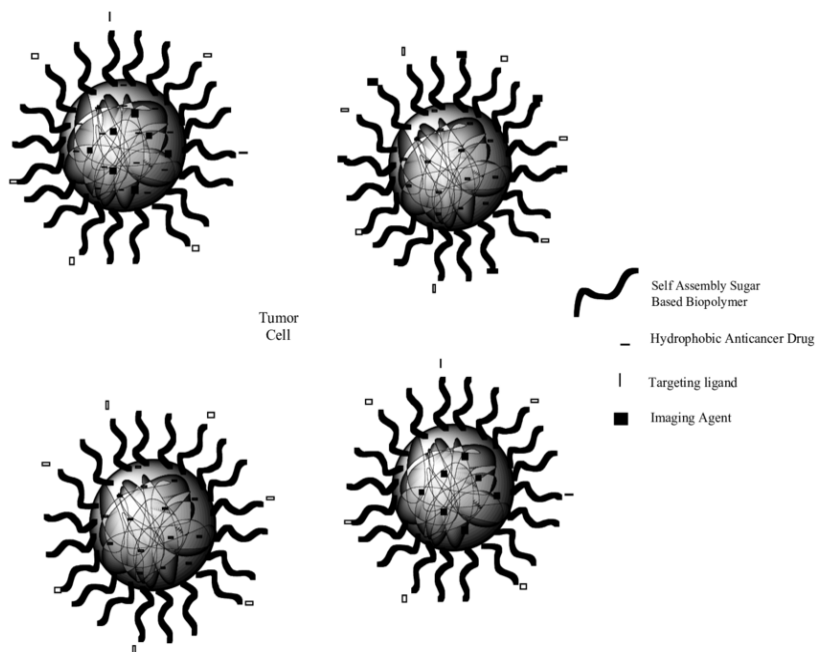 Tumor
Cell
Self Assembly Sugar
Based Biopolymer
Hydrophobic Anticancer Drug
Targeting ligand
Imaging Agent